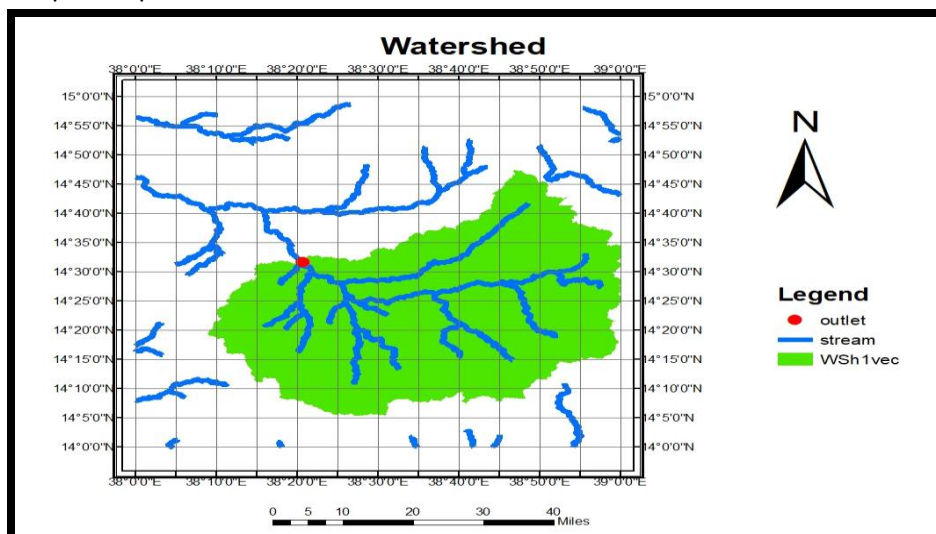 Watershed
38°0'0"E 38°10'0"E 38°20'0"E 38°30'0"E 38°40'0"E 38°50'0"E 39°0'0"E
15°0'0"N 15°0'0"N
14°55'0"N 14°55'0"N
14°50'0"N 14°50'0"N
14°45'0"N 14°45'0"N
14°40'0"N 14°40'0"N
14°35'0"N 14°35'0"N
14°30'0"N 14°30'0"N
14°25'0"N 14°25'0"N
14°20'0"N 14°20'0"N
14°15'0"N 14°15'0"N
14°10'0"N 14°10'0"N
14°5'0"N 14°5'0"N
14°0'0"N 14°0'0"N
38°0'0"E 38°10'0"E 38°20'0"E 38°30'0"E 38°40'0"E 38°50'0"E 39°0'0"E
0 5 10 20 30 40
Miles
N
Legend
outlet
stream
WSh1vec